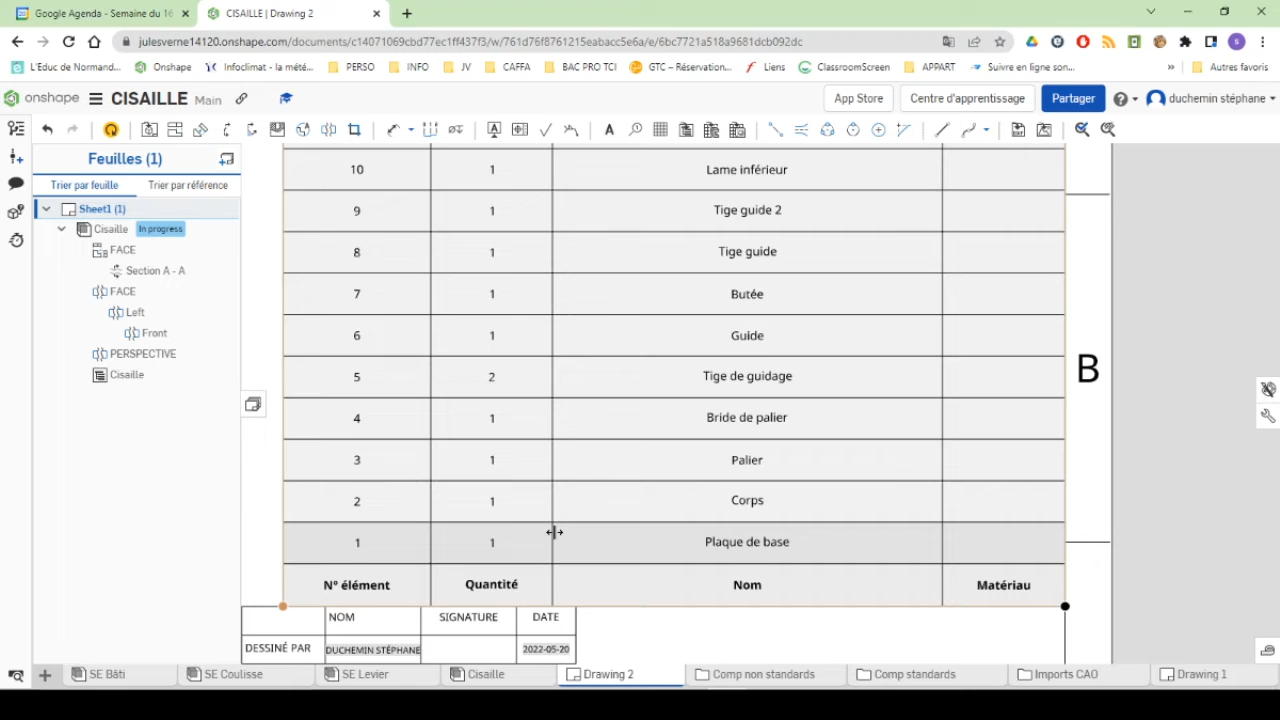 Google Agenda - Semaine du 16
CISAILLE | Drawing 2
julesverne14120.onshape.com/documents/c14071069cbd77ec1ff437f3/w/761d76f8761215eabacc5e6a/e/6bc7721a518a9681dcb092dc
L'Educ de Normand...
Onshape
Infoclimat - la mété...
PERSO
INFO
JV
CAFFA
BAC PRO TCI
GTC – Réservation...
Liens
ClassroomScreen
APPART
Suivre en ligne son...
»
Autres favoris
onshape
CISAILLE
Main
App Store
Centre d'apprentissage
Partager
duchemin stéphane
Feuilles (1)
Trier par feuille
Trier par référence
Sheet1 (1)
Cisaille
In progress
FACE
Section A - A
FACE
Left
Front
PERSPECTIVE
Cisaille
10 1 Lame inférieur
9 1 Tige guide 2
8 1 Tige guide
7 1 Butée
6 1 Guide
5 2 Tige de guidage
4 1 Bride de palier
3 1 Palier
2 1 Corps
1 1 Plaque de base
N° élément Quantité Nom Matériau
B
NOM SIGNATURE DATE
DESSINÉ PAR DUCHEMIN STÉPHANE 2022-05-20
SE Bâti
SE Coulisse
SE Levier
Cisaille
Drawing 2
Comp non standards
Comp standards
Imports CAO
Drawing 1